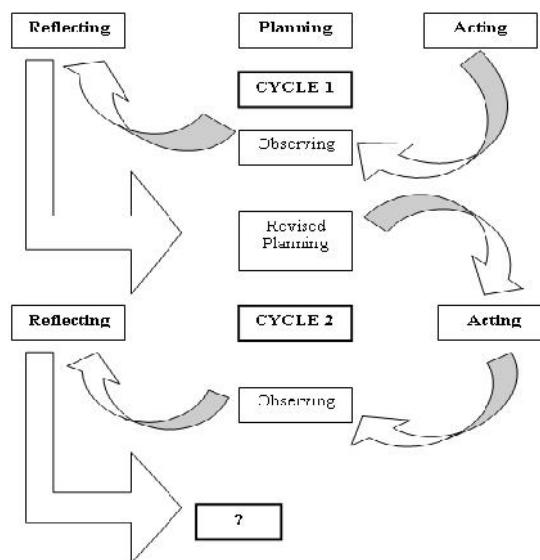 Reflecting
Planning
Acting
CYCLE 1
Observing
Revised
Planning
Reflecting
CYCLE 2
Acting
Observing
?